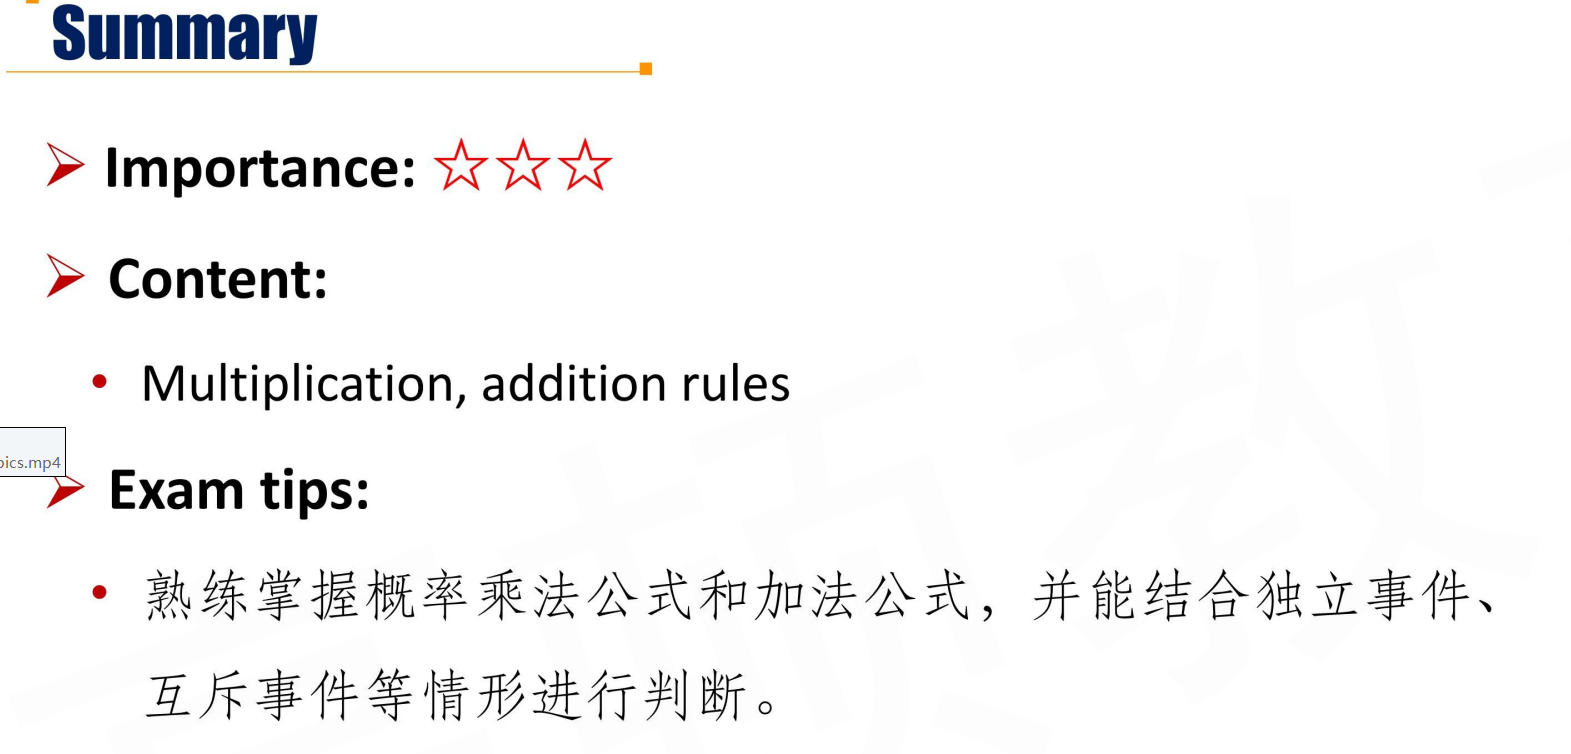 Summary
Importance: ☆☆☆
Content:
Multiplication, addition rules
pics.mp4
Exam tips:
熟练掌握概率乘法公式和加法公式，并能结合独立事件、
互斥事件等情形进行判断。